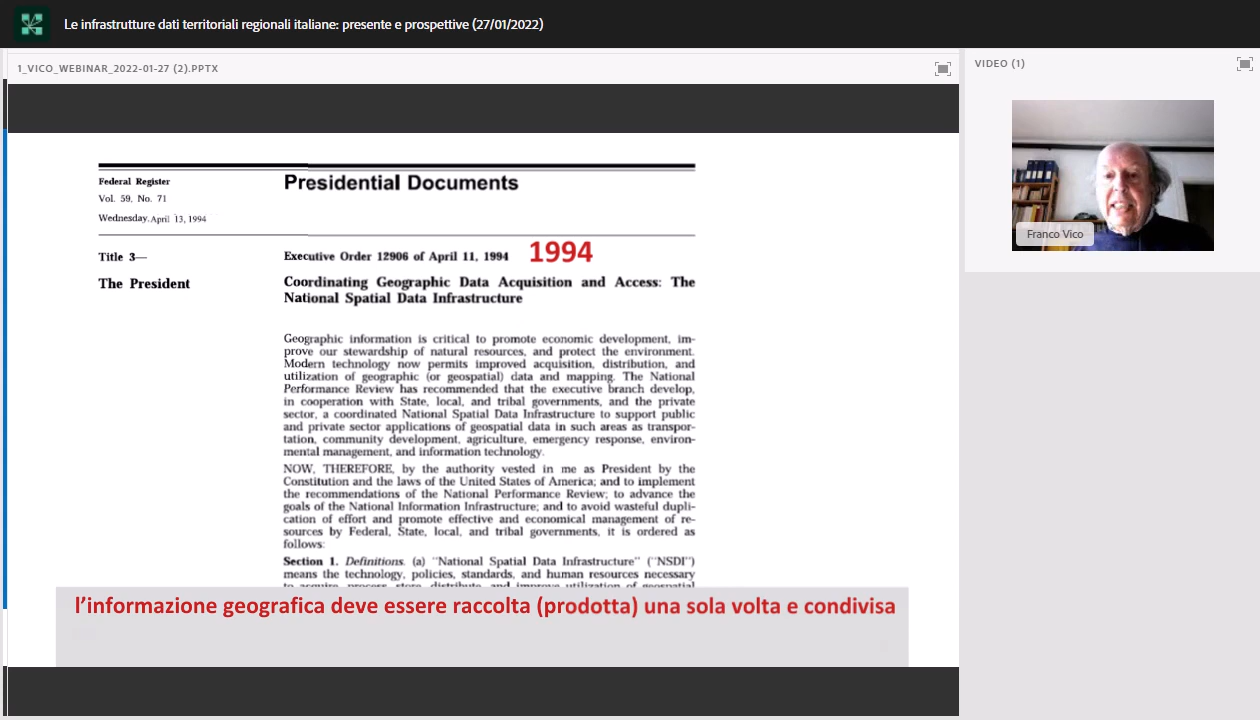 Le infrastrutture dati territoriali regionali italiane: presente e prospettive (27/01/2022)
1_VICO_WEBINAR_2022-01-27 (2).PPTX
VIDEO (1)
Franco Vico
Federal Register
Vol. 59, No. 71
Wednesday, April 13, 1994
Presidential Documents
Title 3—
The President
Executive Order 12906 of April 11, 1994
1994
Coordinating Geographic Data Acquisition and Access: The
National Spatial Data Infrastructure
Geographic information is critical to promote economic development, im-
prove our stewardship of natural resources, and protect the environment.
Modern technology now permits improved acquisition, distribution, and
utilization of geographic (or geospatial) data and mapping. The National
Performance Review has recommended that the executive branch develop,
in cooperation with State, local, and tribal governments, and the private
sector, a coordinated National Spatial Data Infrastructure to support public
and private sector applications of geospatial data in such areas as transpor-
tation, community development, agriculture, emergency response, environ-
mental management, and information technology.
NOW, THEREFORE, by the authority vested in me as President by the
Constitution and the laws of the United States of America; and to implement
the recommendations of the National Performance Review; to advance the
goals of the National Information Infrastructure; and to avoid wasteful dupli-
cation of effort and promote effective and economical management of re-
sources by Federal, State, local, and tribal governments, it is ordered as
follows:
Section 1. Definitions. (a) "National Spatial Data Infrastructure" ("NSDI")
means the technology, policies, standards, and human resources necessary
to acquire, process, store, distribute, and improve utilization of geospatial
l'informazione geografica deve essere raccolta (prodotta) una sola volta e condivisa